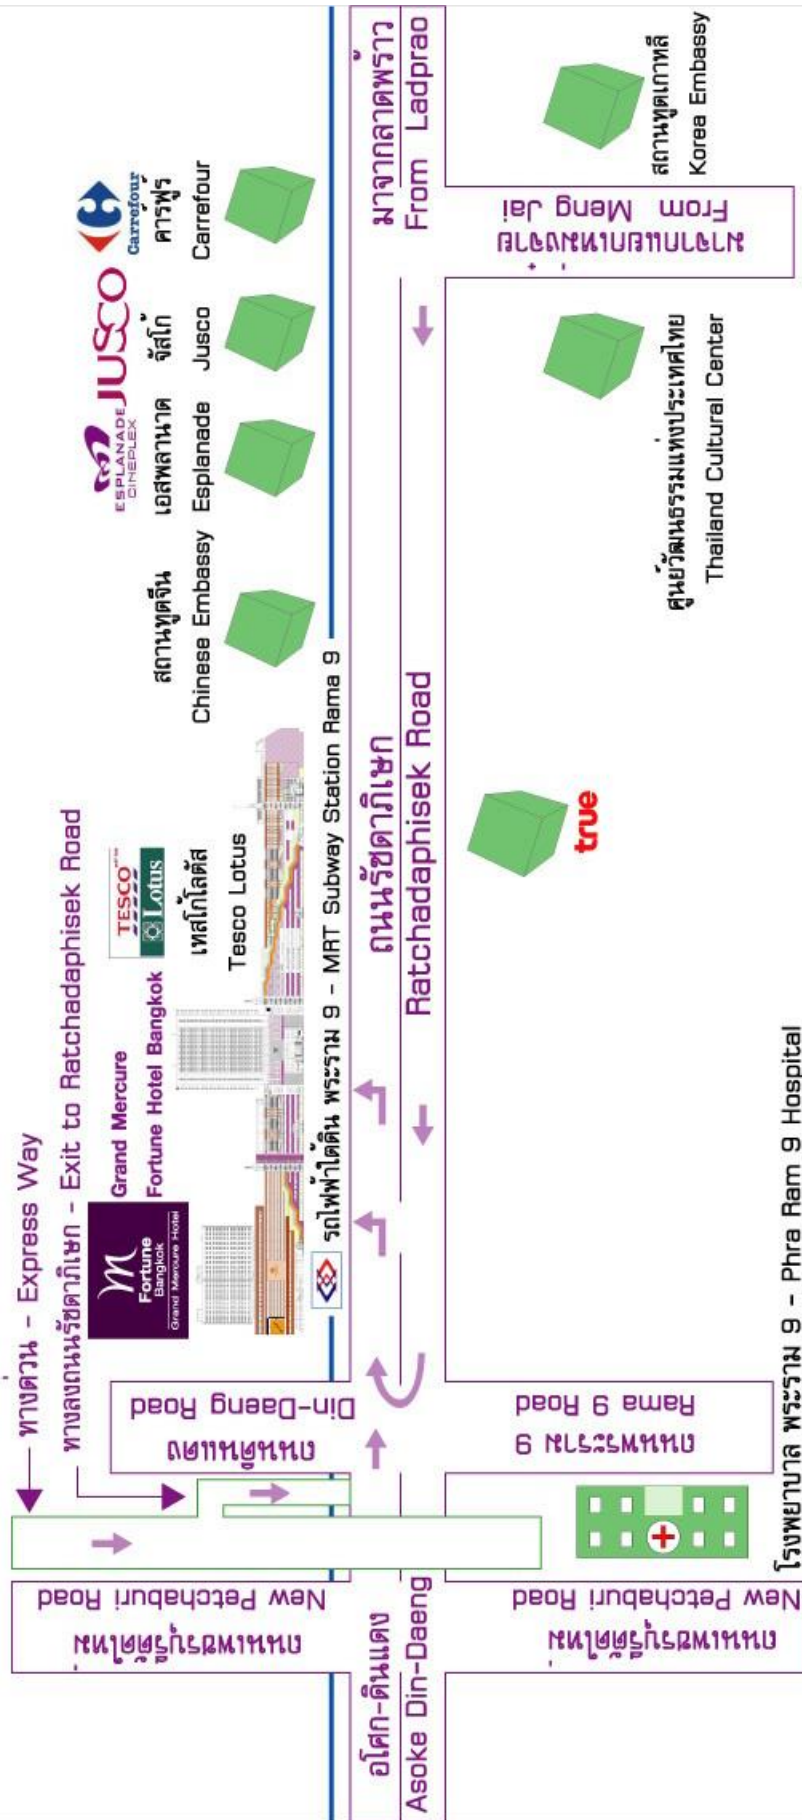 ทางด่วน - Express Way
ทางลงถนนรัชดาภิเษก - Exit to Ratchadaphisek Road
Fortune
Bangkok
Grand Mercure Hotel
Grand Mercure
Fortune Hotel Bangkok
TESCO
Lotus
เทสโก้โลตัส
Tesco Lotus
สถานทูตจีน
Chinese Embassy
ESPLANADE
CINEPLEX
เอสพลานาด
Esplanade
JUSCO
จัสโก้
Jusco
Carrefour
คาร์ฟูร์
Carrefour
รถไฟฟ้าใต้ดิน พระราม 9 - MRT Subway Station Rama 9
ถนนเพชรบุรีตัดใหม่
New Petchaburi Road
ถนนดินแดง
Din-Daeng Road
อโศก-ดินแดง
Asoke Din-Daeng
ถนนรัชดาภิเษก
Ratchadaphisek Road
มาจากลาดพร้าว
From Ladprao
ถนนเพชรบุรีตัดใหม่
New Petchaburi Road
ถนนพระราม 9
Rama 9 Road
มาจากแยกเหม่งจ๋าย
From Meng Jai
true
ศูนย์วัฒนธรรมแห่งประเทศไทย
Thailand Cultural Center
สถานทูตเกาหลี
Korea Embassy
โรงพยาบาล พระราม 9 - Phra Ram 9 Hospital